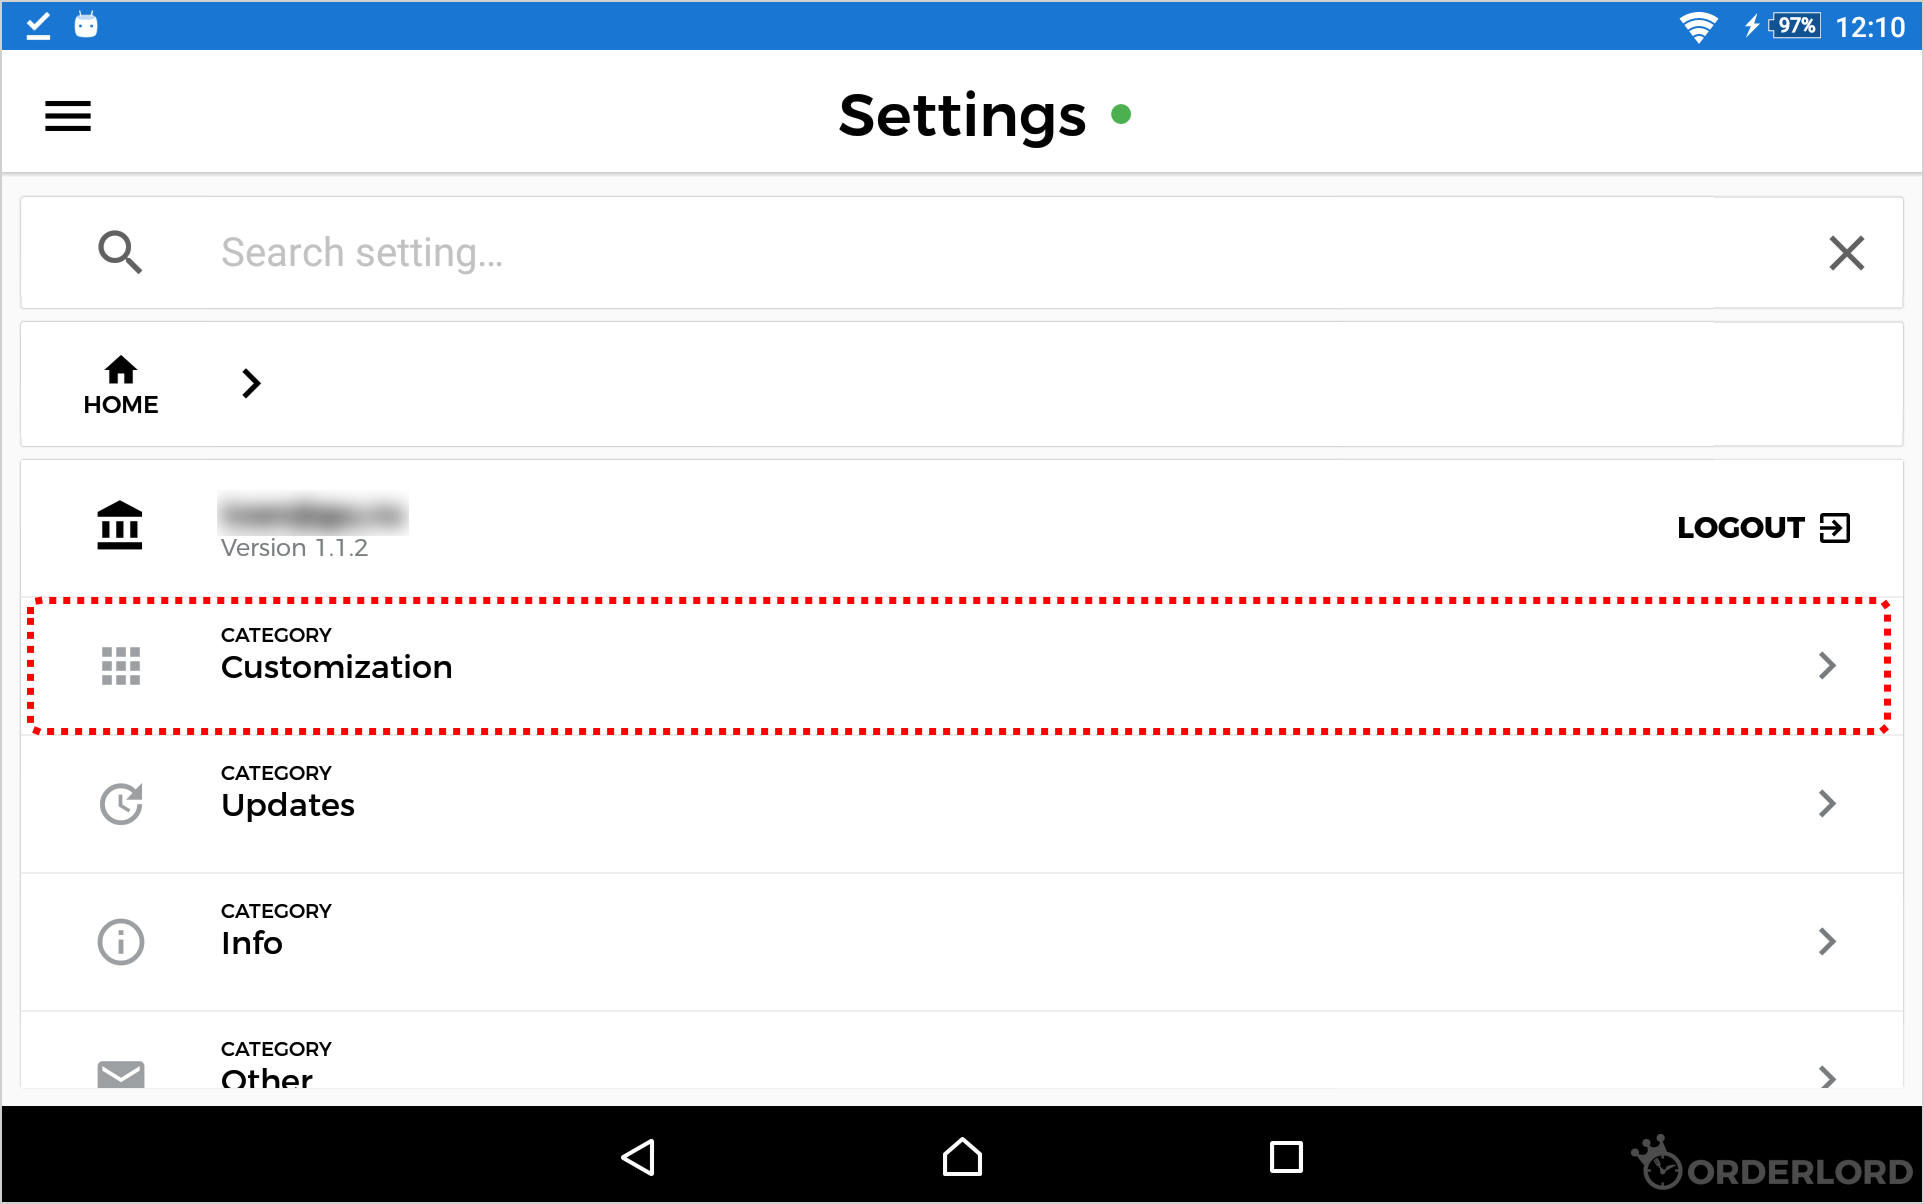 97% 12:10
Settings
Search setting...
HOME
Version 1.1.2
LOGOUT
CATEGORY
Customization
CATEGORY
Updates
CATEGORY
Info
CATEGORY
Other
ORDERLORD